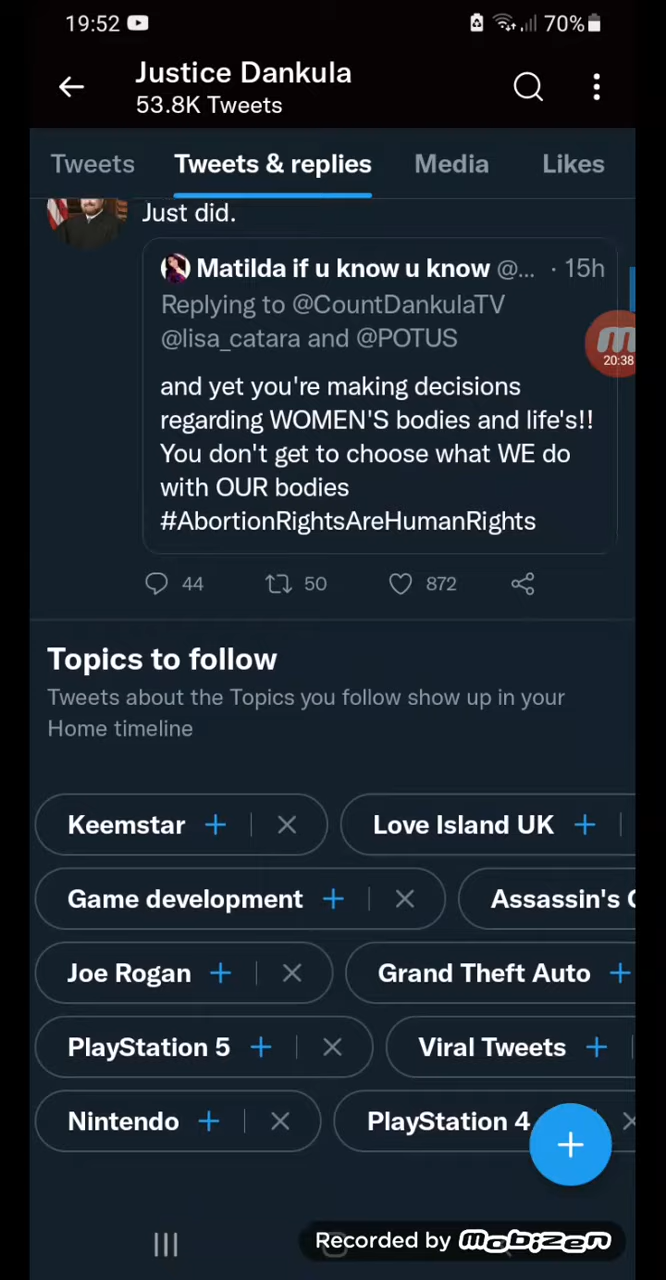 19:52
70%
Justice Dankula
53.8K Tweets
Tweets
Tweets & replies
Media
Likes
Just did.
Matilda if u know u know @... · 15h
Replying to @CountDankulaTV
@lisa_catara and @POTUS
20:38
and yet you're making decisions
regarding WOMEN'S bodies and life's!!
You don't get to choose what WE do
with OUR bodies
#AbortionRightsAreHumanRights
44
50
872
Topics to follow
Tweets about the Topics you follow show up in your
Home timeline
Keemstar
Love Island UK
Game development
Assassin's
Joe Rogan
Grand Theft Auto
PlayStation 5
Viral Tweets
Nintendo
PlayStation 4
Recorded by mobizen